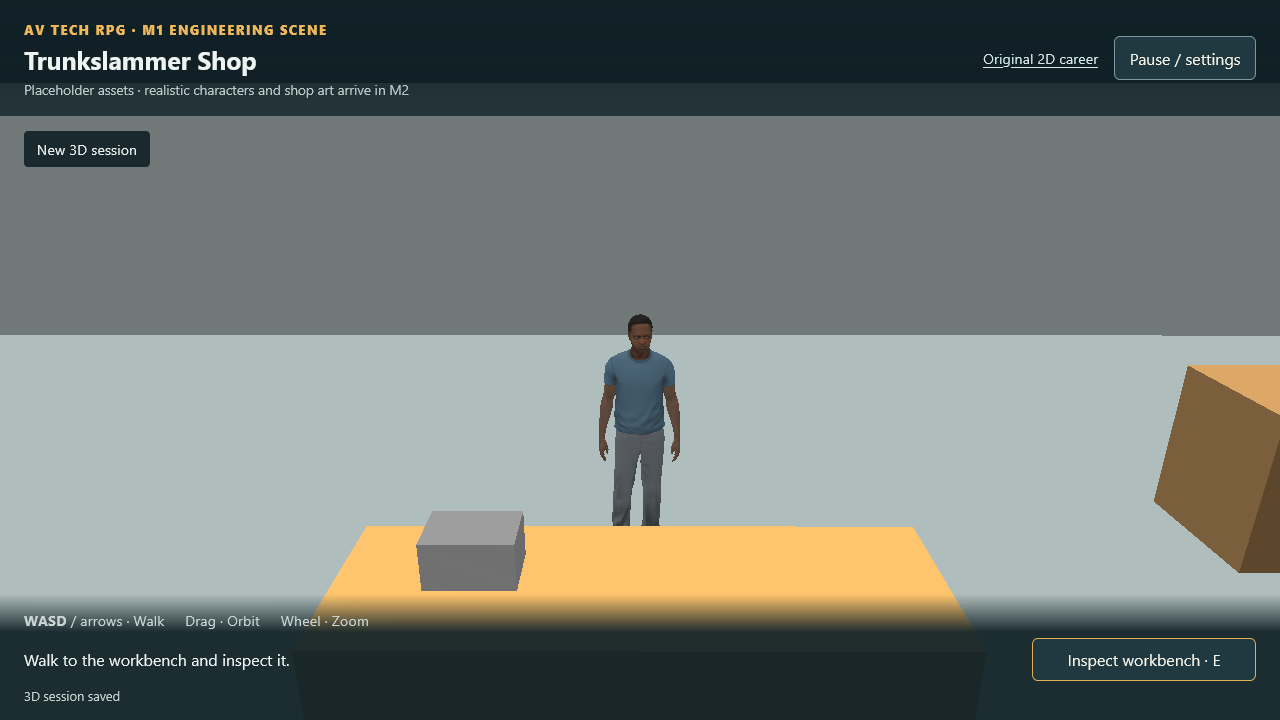 AV TECH RPG · M1 ENGINEERING SCENE
Trunkslammer Shop
Placeholder assets · realistic characters and shop art arrive in M2
Original 2D career
Pause / settings
New 3D session
WASD / arrows · Walk Drag · Orbit Wheel · Zoom
Walk to the workbench and inspect it.
Inspect workbench · E
3D session saved